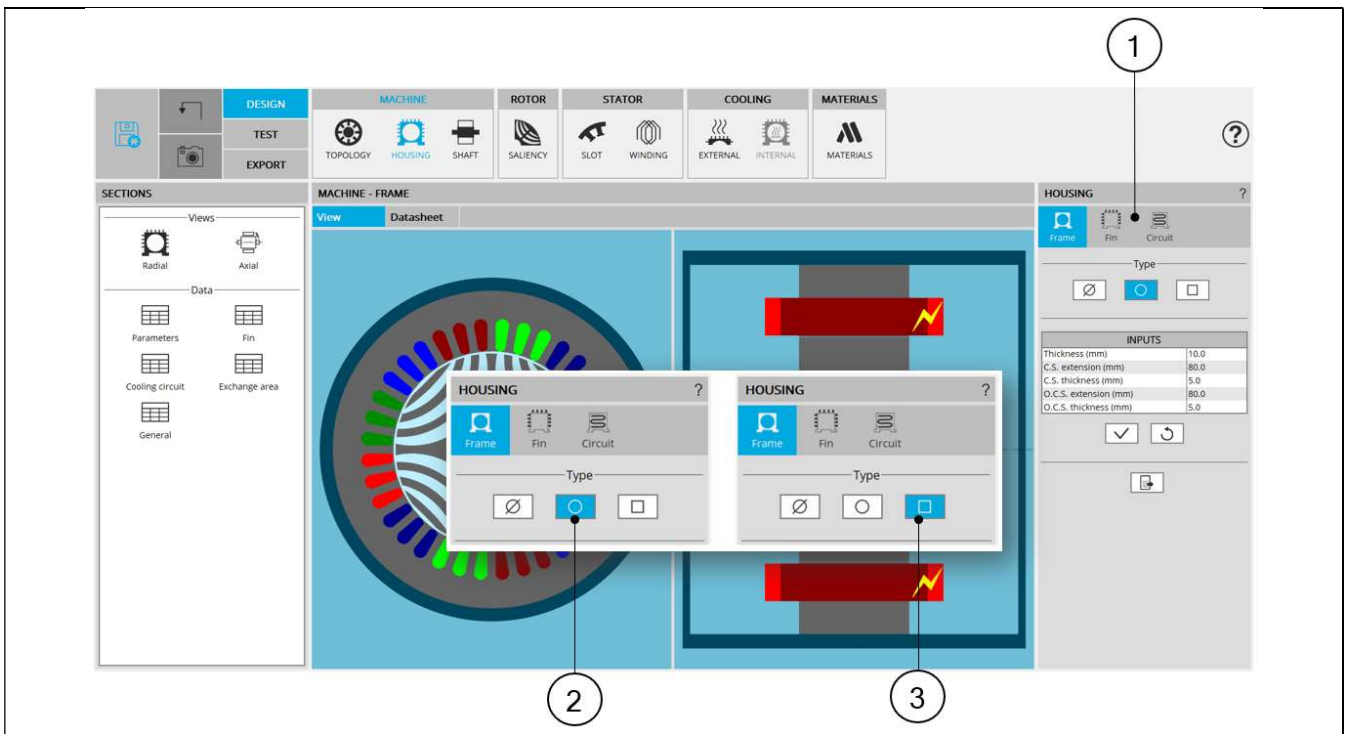 1
DESIGN
TEST
EXPORT
MACHINE
ROTOR
STATOR
COOLING
MATERIALS
TOPOLOGY
HOUSING
SHAFT
SALIENCY
SLOT
WINDING
EXTERNAL
INTERNAL
MATERIALS
?
SECTIONS
Views
Radial
Axial
Data
Parameters
Fin
Cooling circuit
Exchange area
General
MACHINE - FRAME
View
Datasheet
HOUSING ?
Frame
Fin
Circuit
Type
INPUTS
Thickness (mm) 10.0
C.S. extension (mm) 80.0
C.S. thickness (mm) 5.0
O.C.S. extension (mm) 80.0
O.C.S. thickness (mm) 5.0
HOUSING ?
Frame
Fin
Circuit
Type
HOUSING ?
Frame
Fin
Circuit
Type
2
3